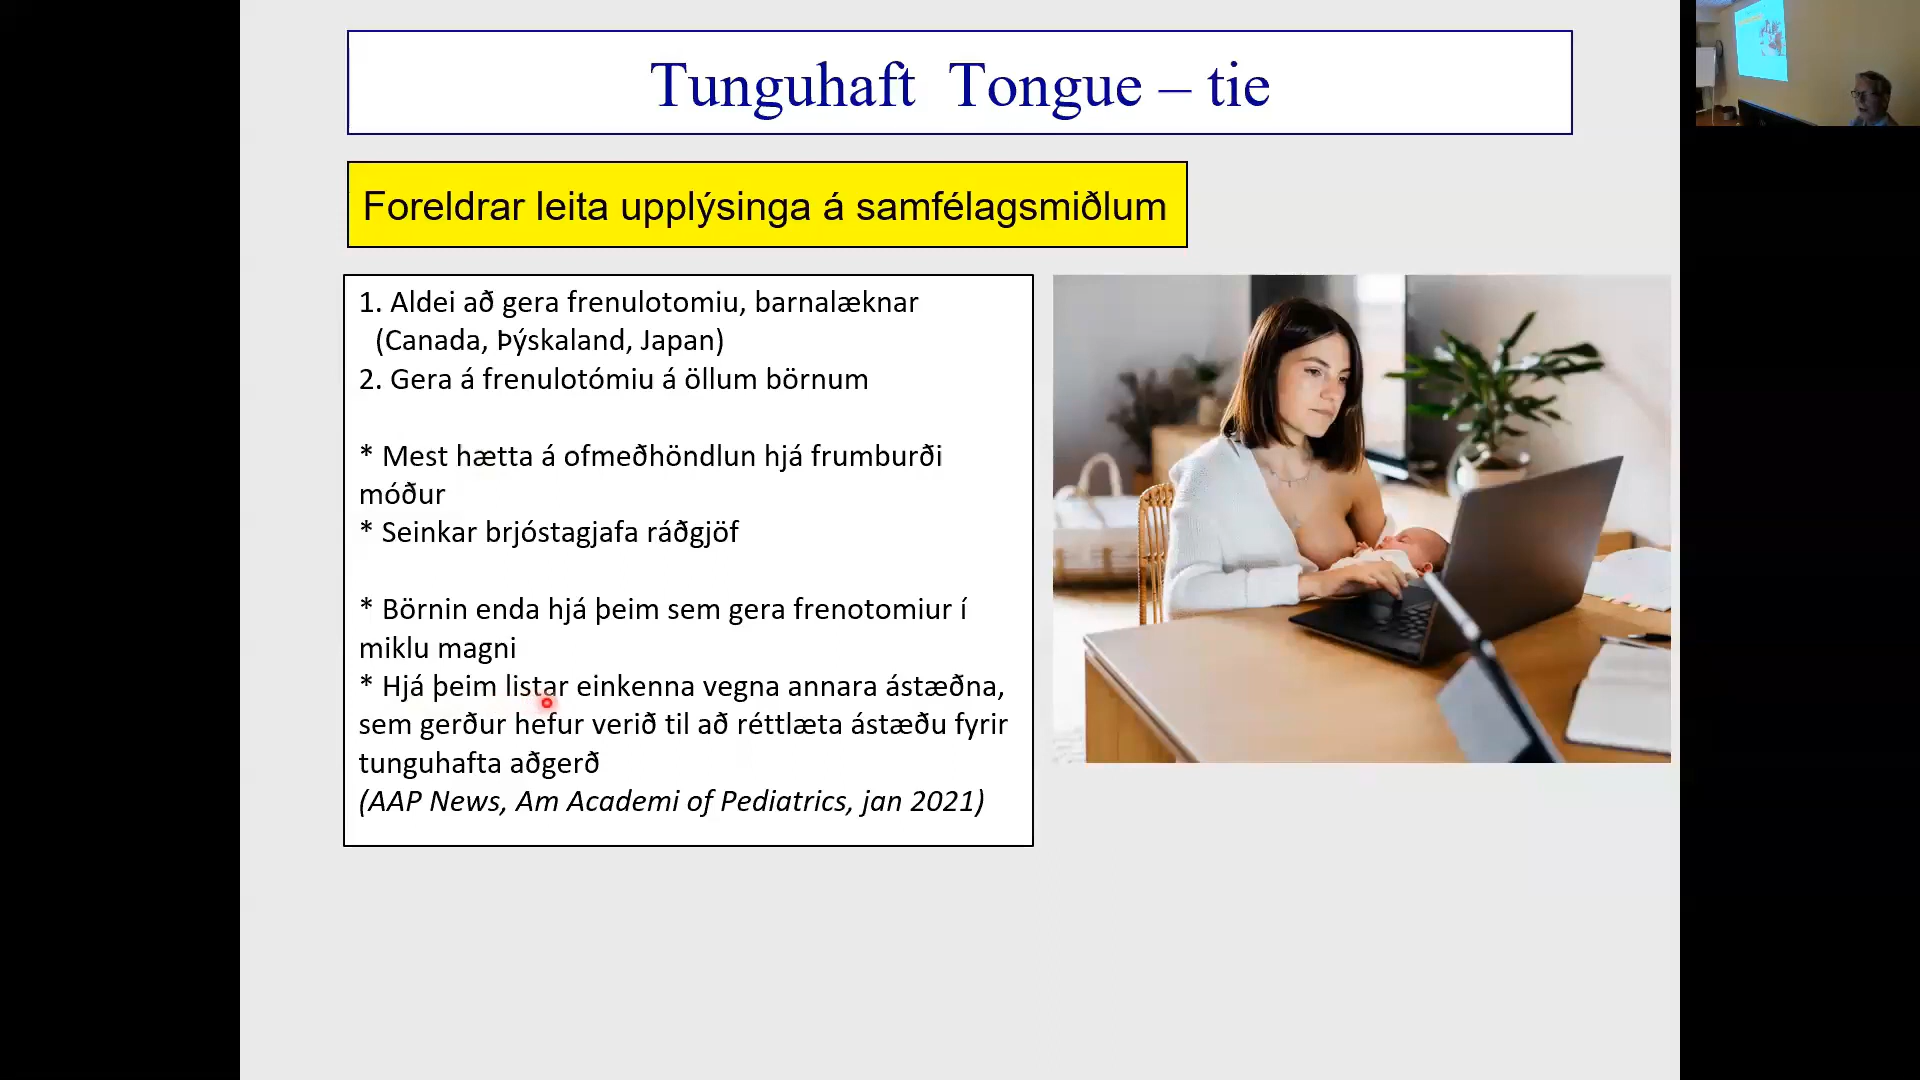 Tunguhaft Tongue – tie
Foreldrar leita upplýsinga á samfélagsmiðlum
1. Aldei að gera frenulotomiu, barnalæknar
(Canada, Þýskaland, Japan)
2. Gera á frenulotómiu á öllum börnum
* Mest hætta á ofmeðhöndlun hjá frumburði
móður
* Seinkar brjóstagjafa ráðgjöf
* Börnin enda hjá þeim sem gera frenotomiur í
miklu magni
* Hjá þeim listar einkenna vegna annara ástæðna,
sem gerður hefur verið til að réttlæta ástæðu fyrir
tunguhafta aðgerð
(AAP News, Am Academi of Pediatrics, jan 2021)